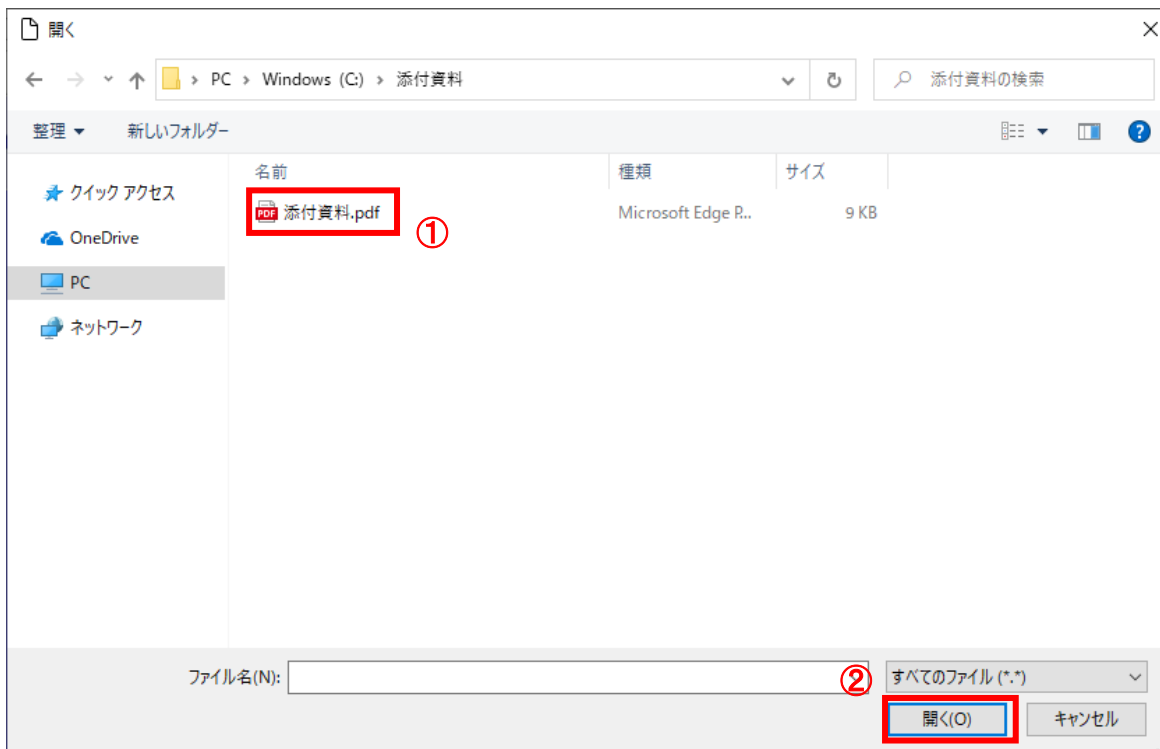 開く
PC > Windows (C:) > 添付資料
添付資料の検索
整理 新しいフォルダー
名前 種類 サイズ
クイック アクセス
PDF 添付資料.pdf Microsoft Edge P... 9 KB
①
OneDrive
PC
ネットワーク
ファイル名(N):
② すべてのファイル (*.*)
開く(O) キャンセル